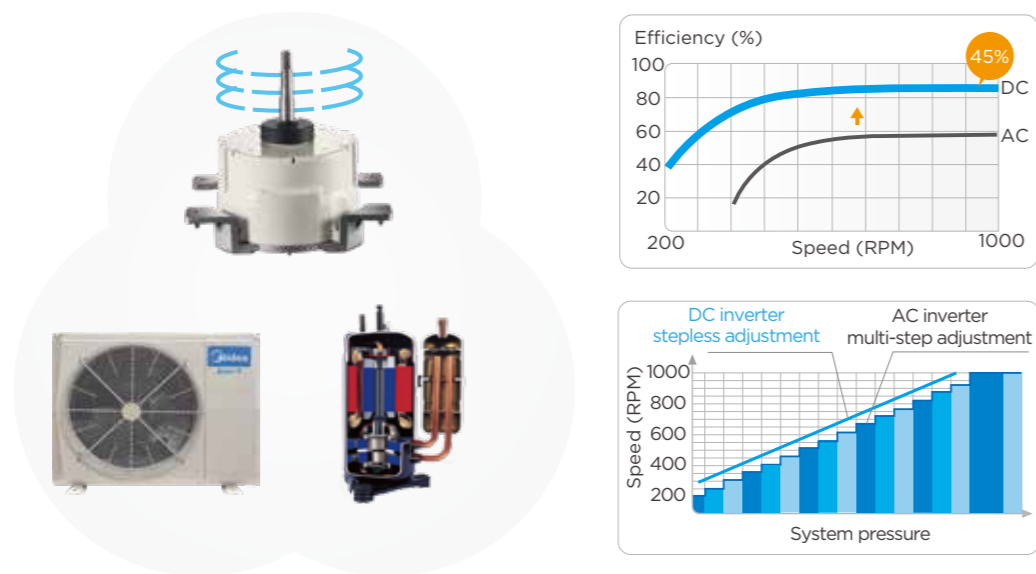 Efficiency (%)
45%
100
80
60
40
20
DC
AC
200
Speed (RPM)
1000
Midea
DC inverter
stepless adjustment
AC inverter
multi-step adjustment
Speed (RPM)
1000
800
600
400
200
System pressure